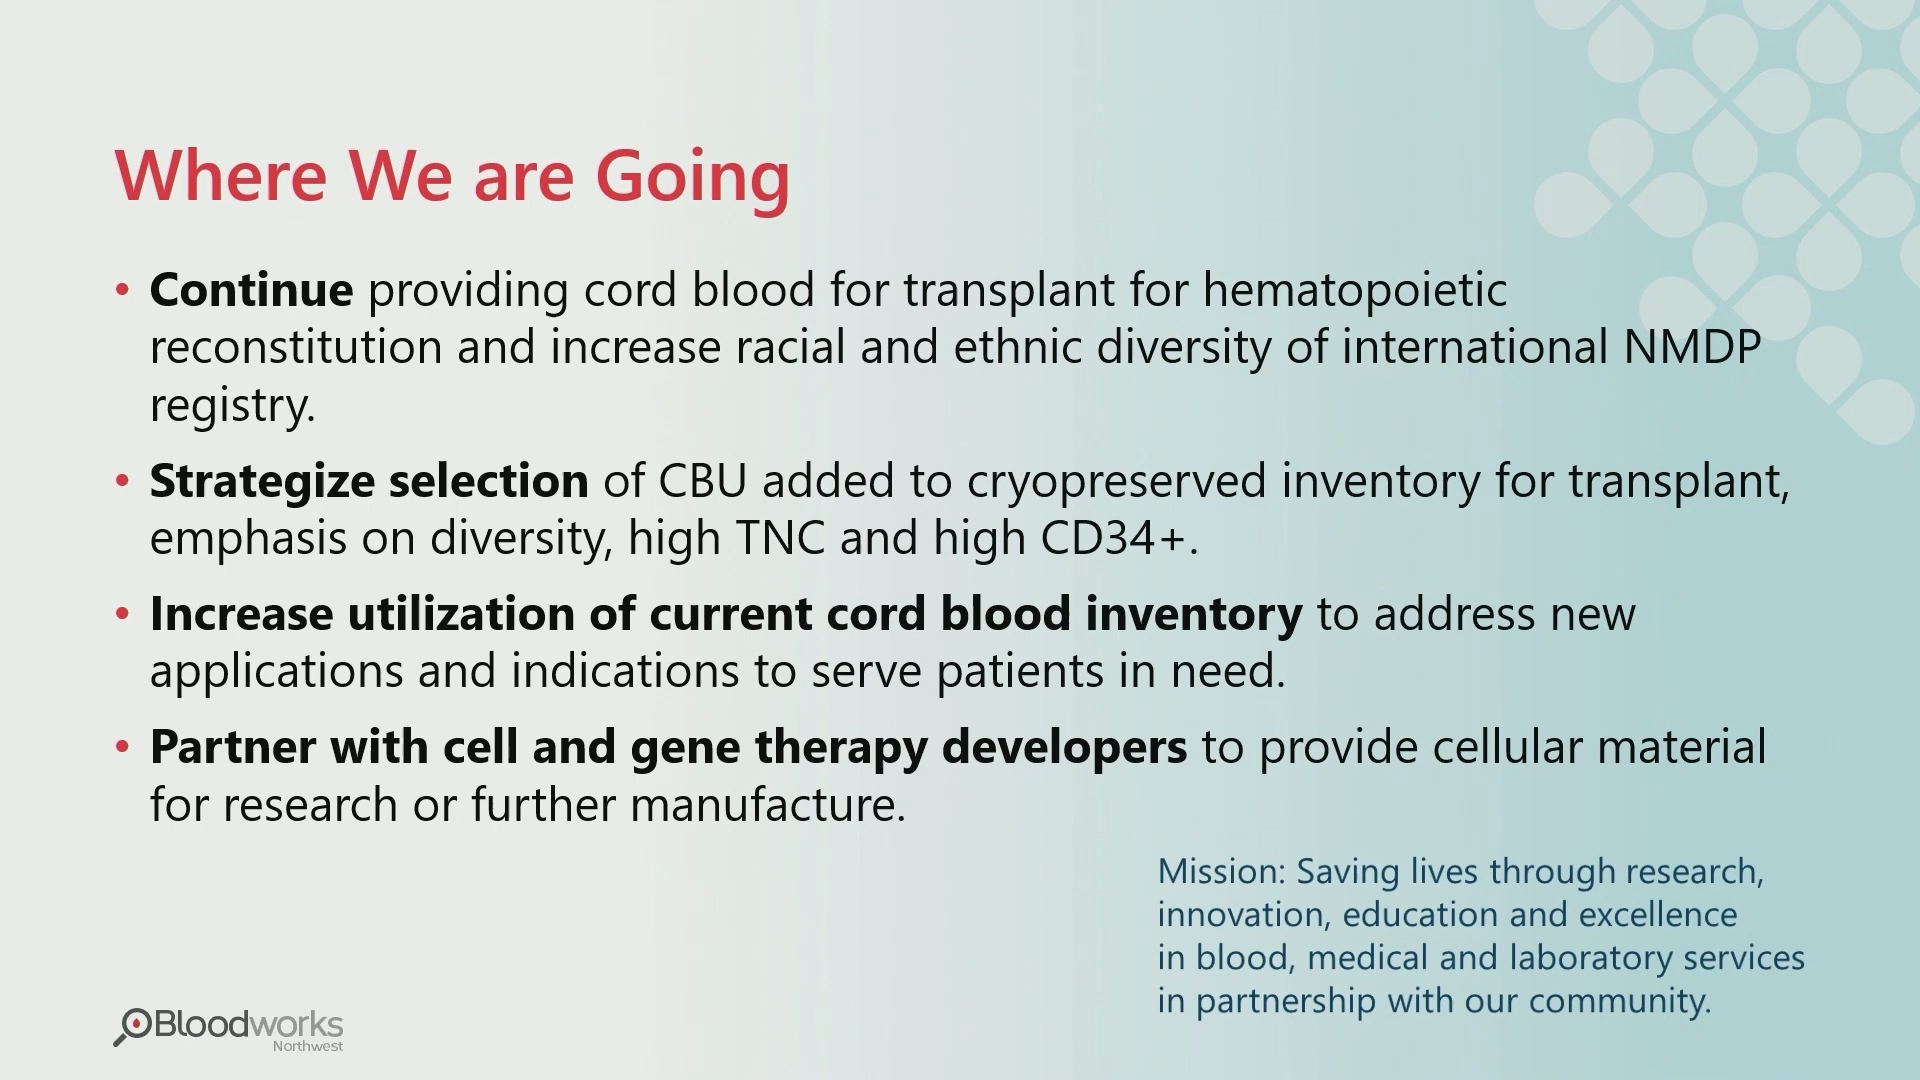 Where We are Going
• Continue providing cord blood for transplant for hematopoietic
reconstitution and increase racial and ethnic diversity of international NMDP
registry.
• Strategize selection of CBU added to cryopreserved inventory for transplant,
emphasis on diversity, high TNC and high CD34+.
• Increase utilization of current cord blood inventory to address new
applications and indications to serve patients in need.
• Partner with cell and gene therapy developers to provide cellular material
for research or further manufacture.
Mission: Saving lives through research,
innovation, education and excellence
in blood, medical and laboratory services
in partnership with our community.
Bloodworks
Northwest